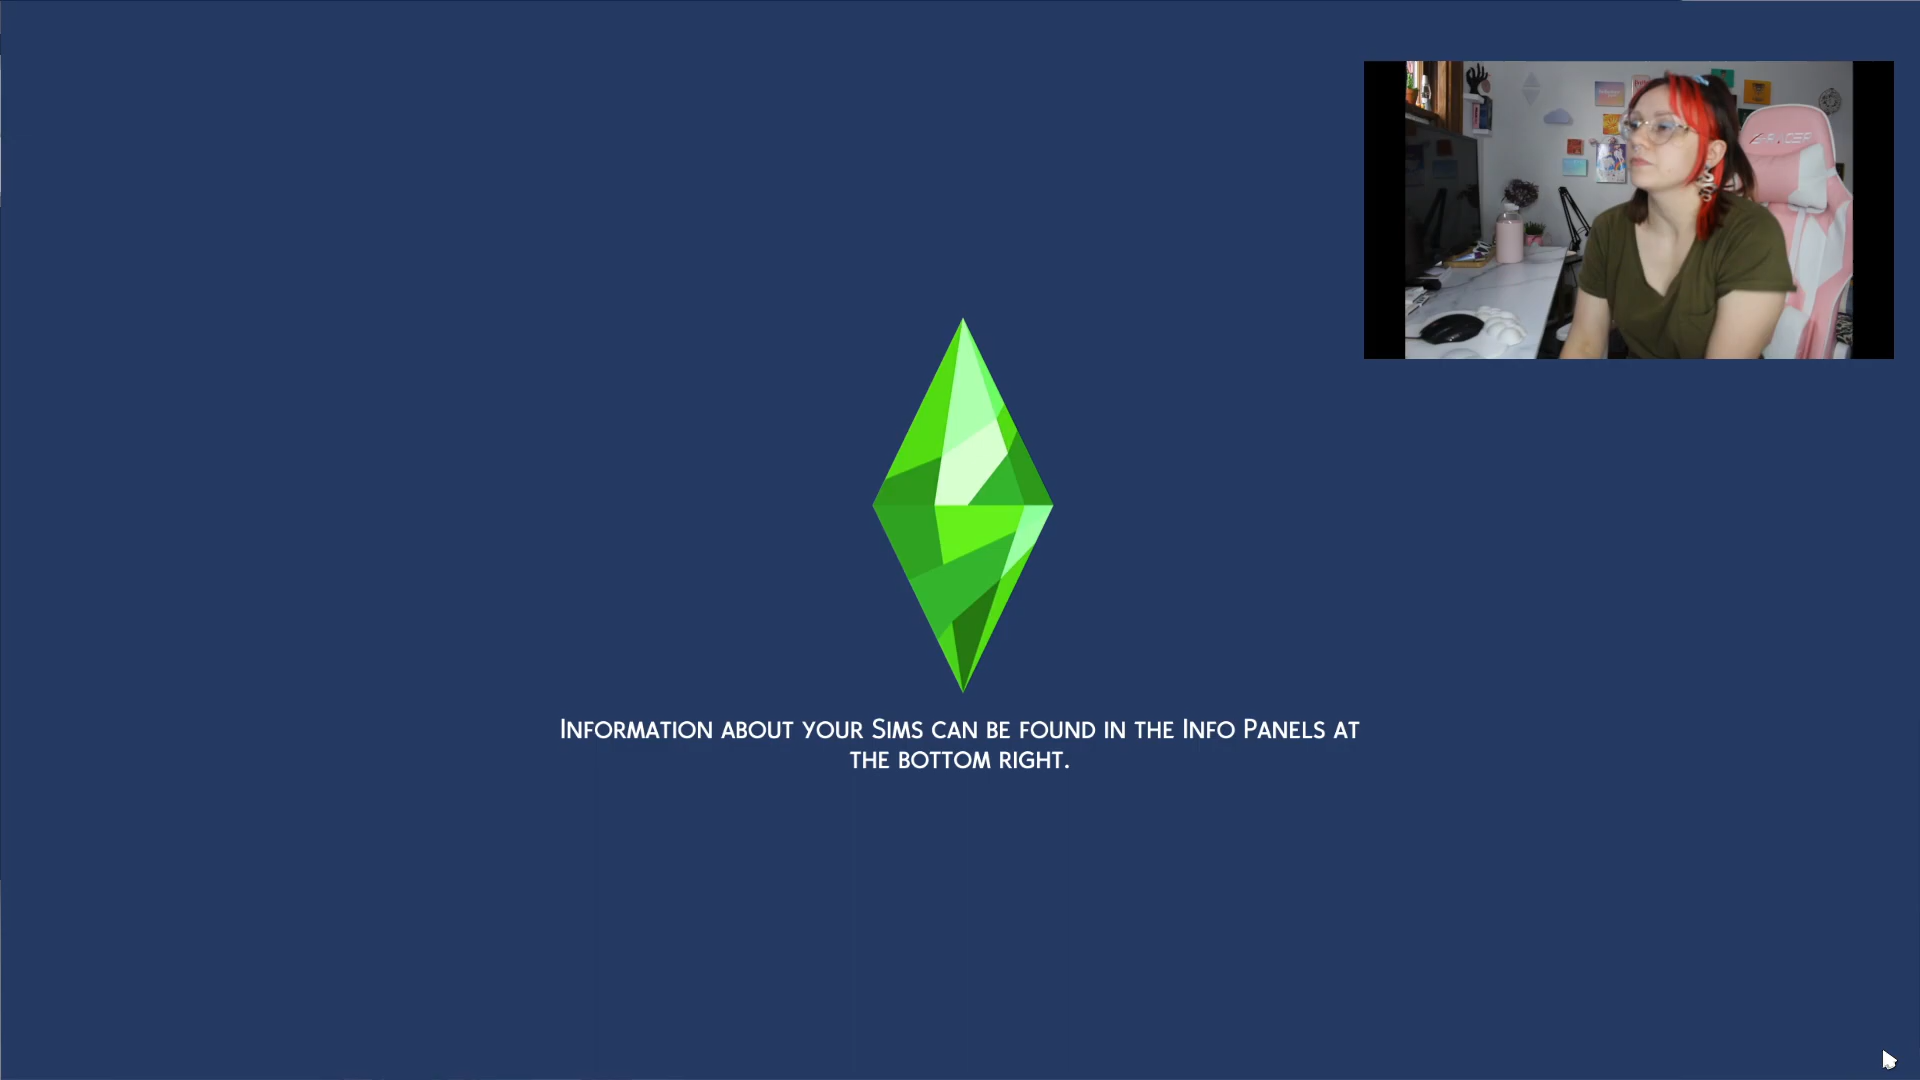 Information about your Sims can be found in the Info Panels at
the bottom right.